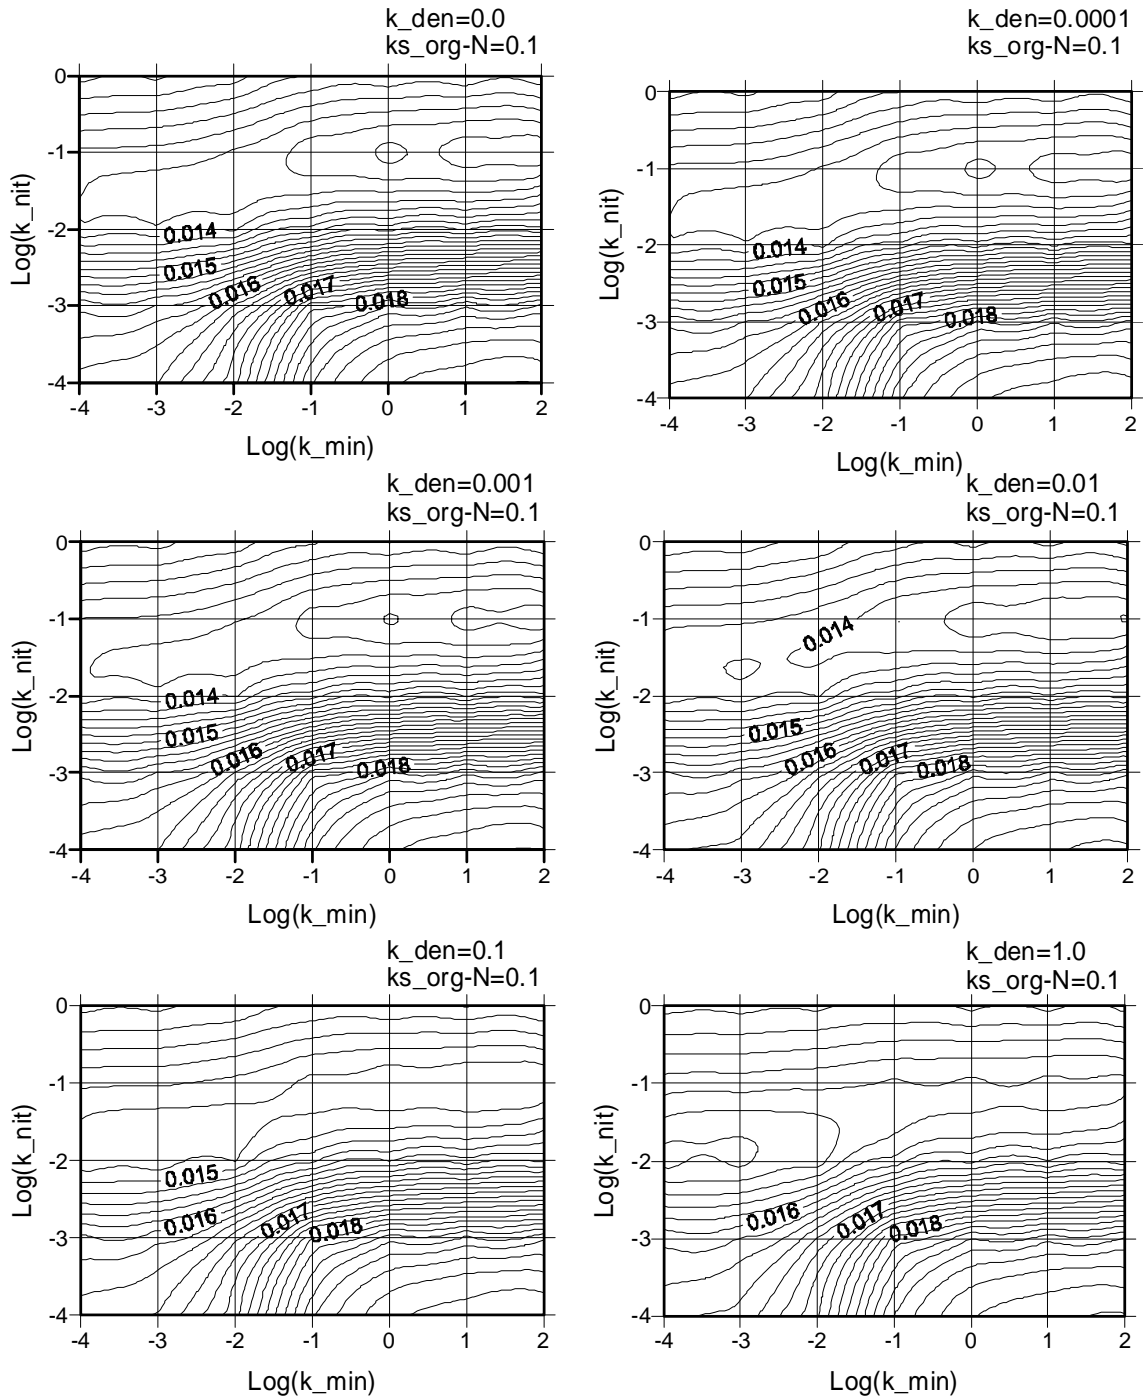 k_den=0.0
ks_org-N=0.1
0
-1
-2
-3
-4
Log(k_nit)
0.014
0.015
0.016
0.017
0.018
-4 -3 -2 -1 0 1 2
Log(k_min)
k_den=0.0001
ks_org-N=0.1
0
-1
-2
-3
-4
Log(k_nit)
0.014
0.015
0.016
0.017
0.018
-4 -3 -2 -1 0 1 2
Log(k_min)
k_den=0.001
ks_org-N=0.1
0
-1
-2
-3
-4
Log(k_nit)
0.014
0.015
0.016
0.017
0.018
-4 -3 -2 -1 0 1 2
Log(k_min)
k_den=0.01
ks_org-N=0.1
0
-1
-2
-3
-4
Log(k_nit)
0.014
0.015
0.016
0.017
0.018
-4 -3 -2 -1 0 1 2
Log(k_min)
k_den=0.1
ks_org-N=0.1
0
-1
-2
-3
-4
Log(k_nit)
0.015
0.016
0.017
0.018
-4 -3 -2 -1 0 1 2
Log(k_min)
k_den=1.0
ks_org-N=0.1
0
-1
-2
-3
-4
Log(k_nit)
0.016
0.017
0.018
-4 -3 -2 -1 0 1 2
Log(k_min)